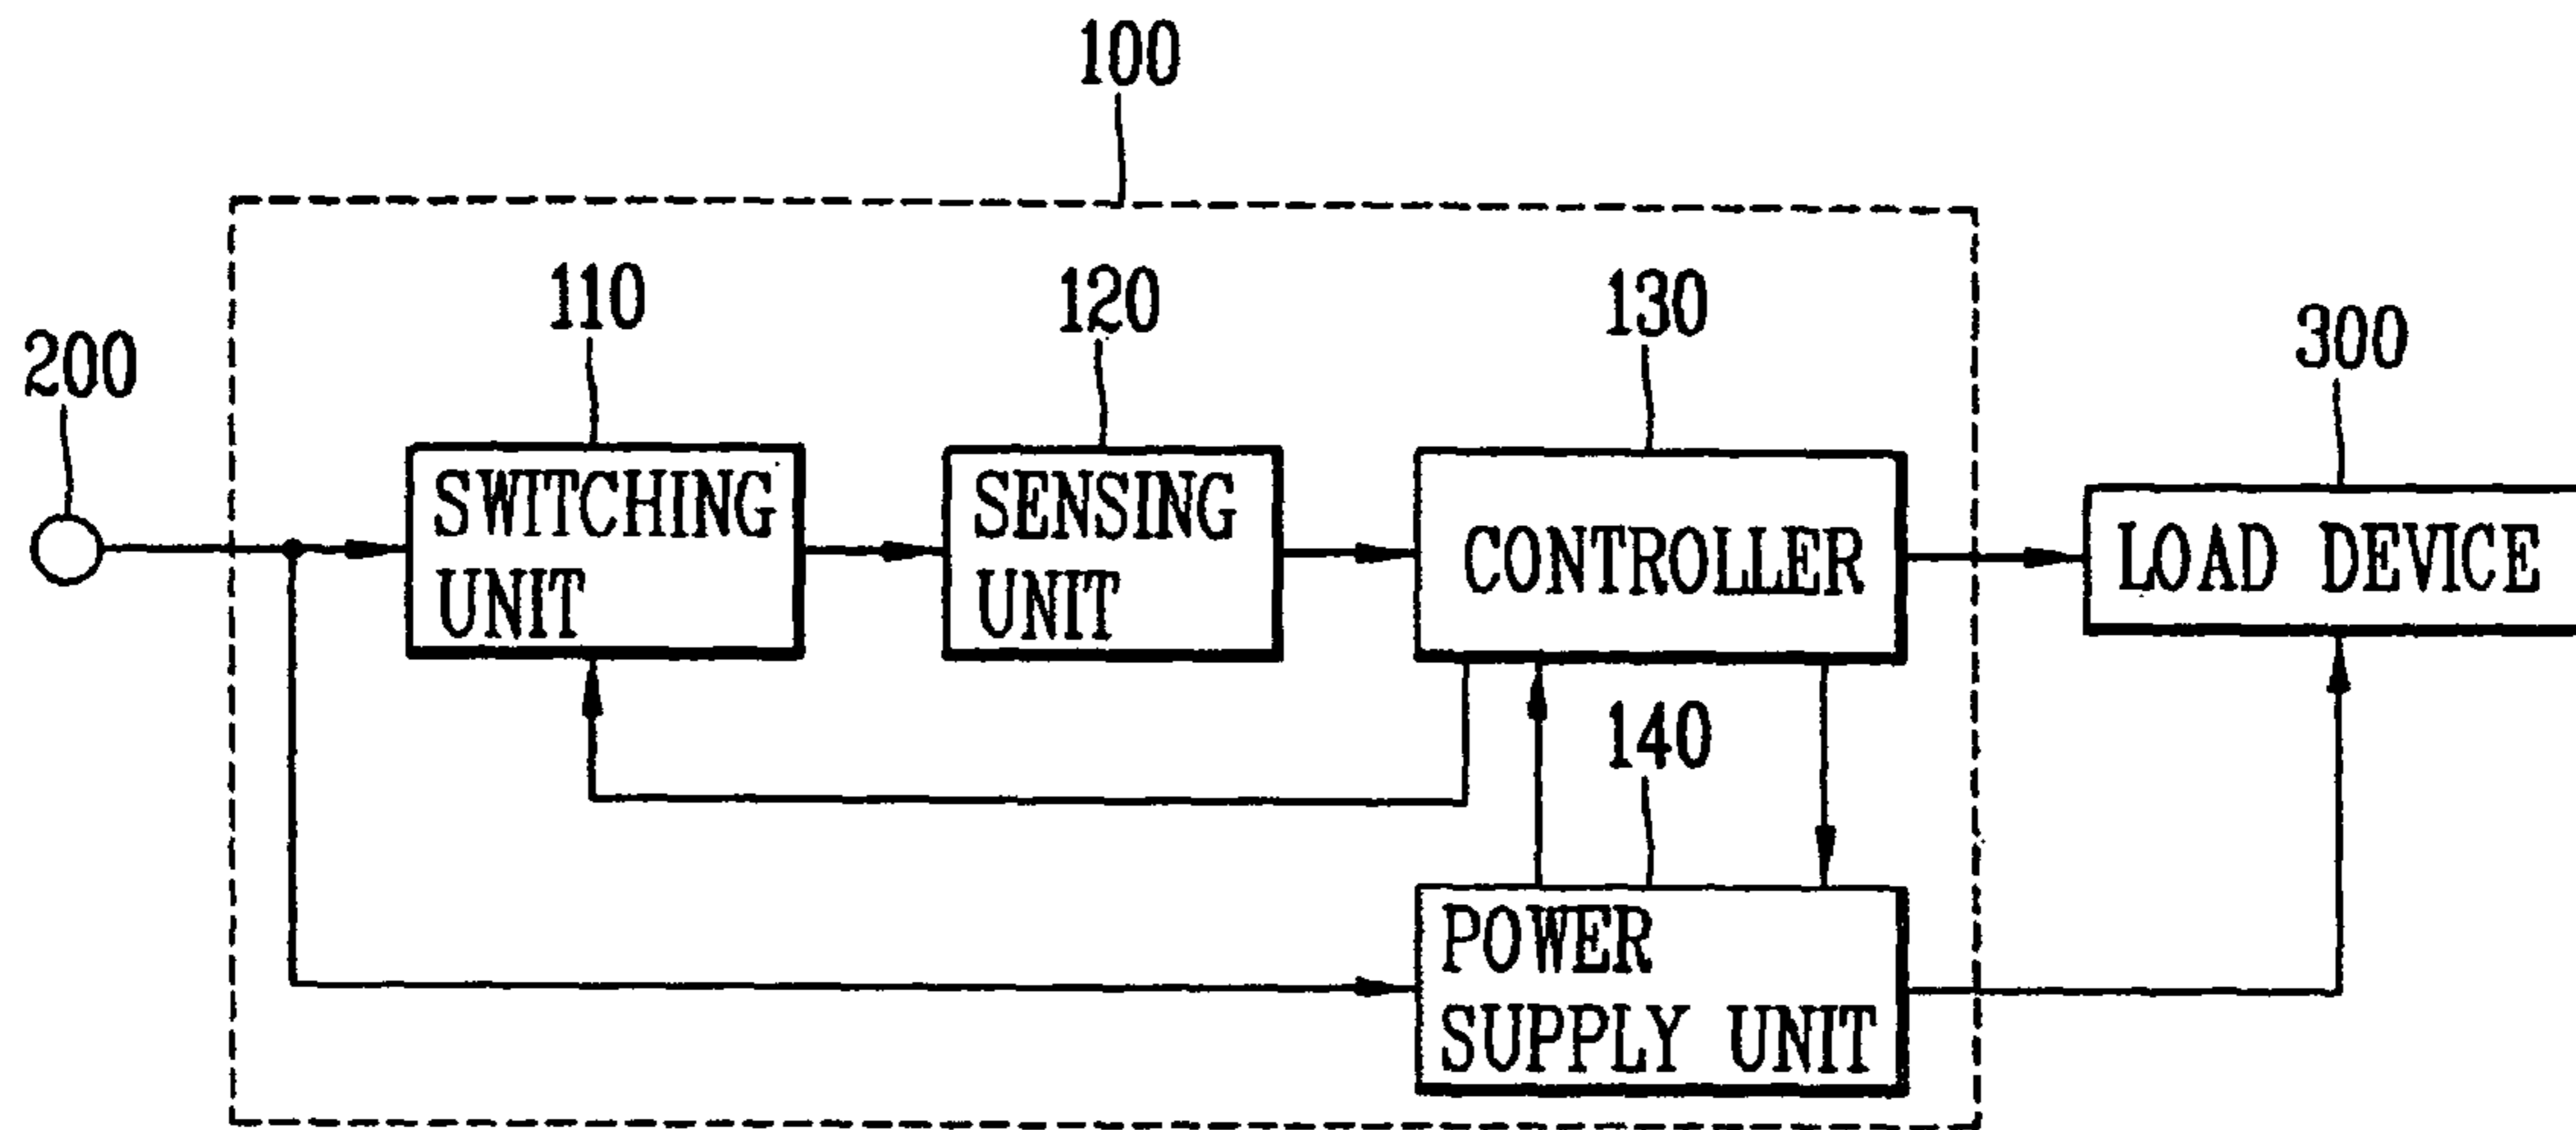 100
110
120
130
200
300
SWITCHING
UNIT
SENSING
UNIT
CONTROLLER
LOAD DEVICE
140
POWER
SUPPLY UNIT